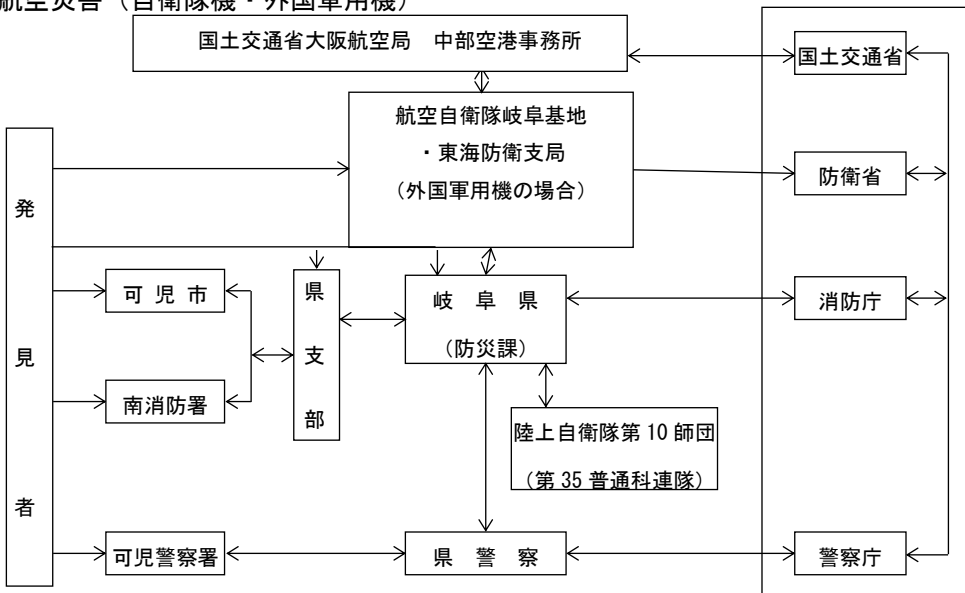 航空災害（自衛隊機・外国軍用機）
国土交通省大阪航空局　中部空港事務所
国土交通省
航空自衛隊岐阜基地
・東海防衛支局
（外国軍用機の場合）
防衛省
発見者
可児市
県支部
岐阜県
（防災課）
消防庁
南消防署
陸上自衛隊第10師団
（第35普通科連隊）
可児警察署
県警察
警察庁